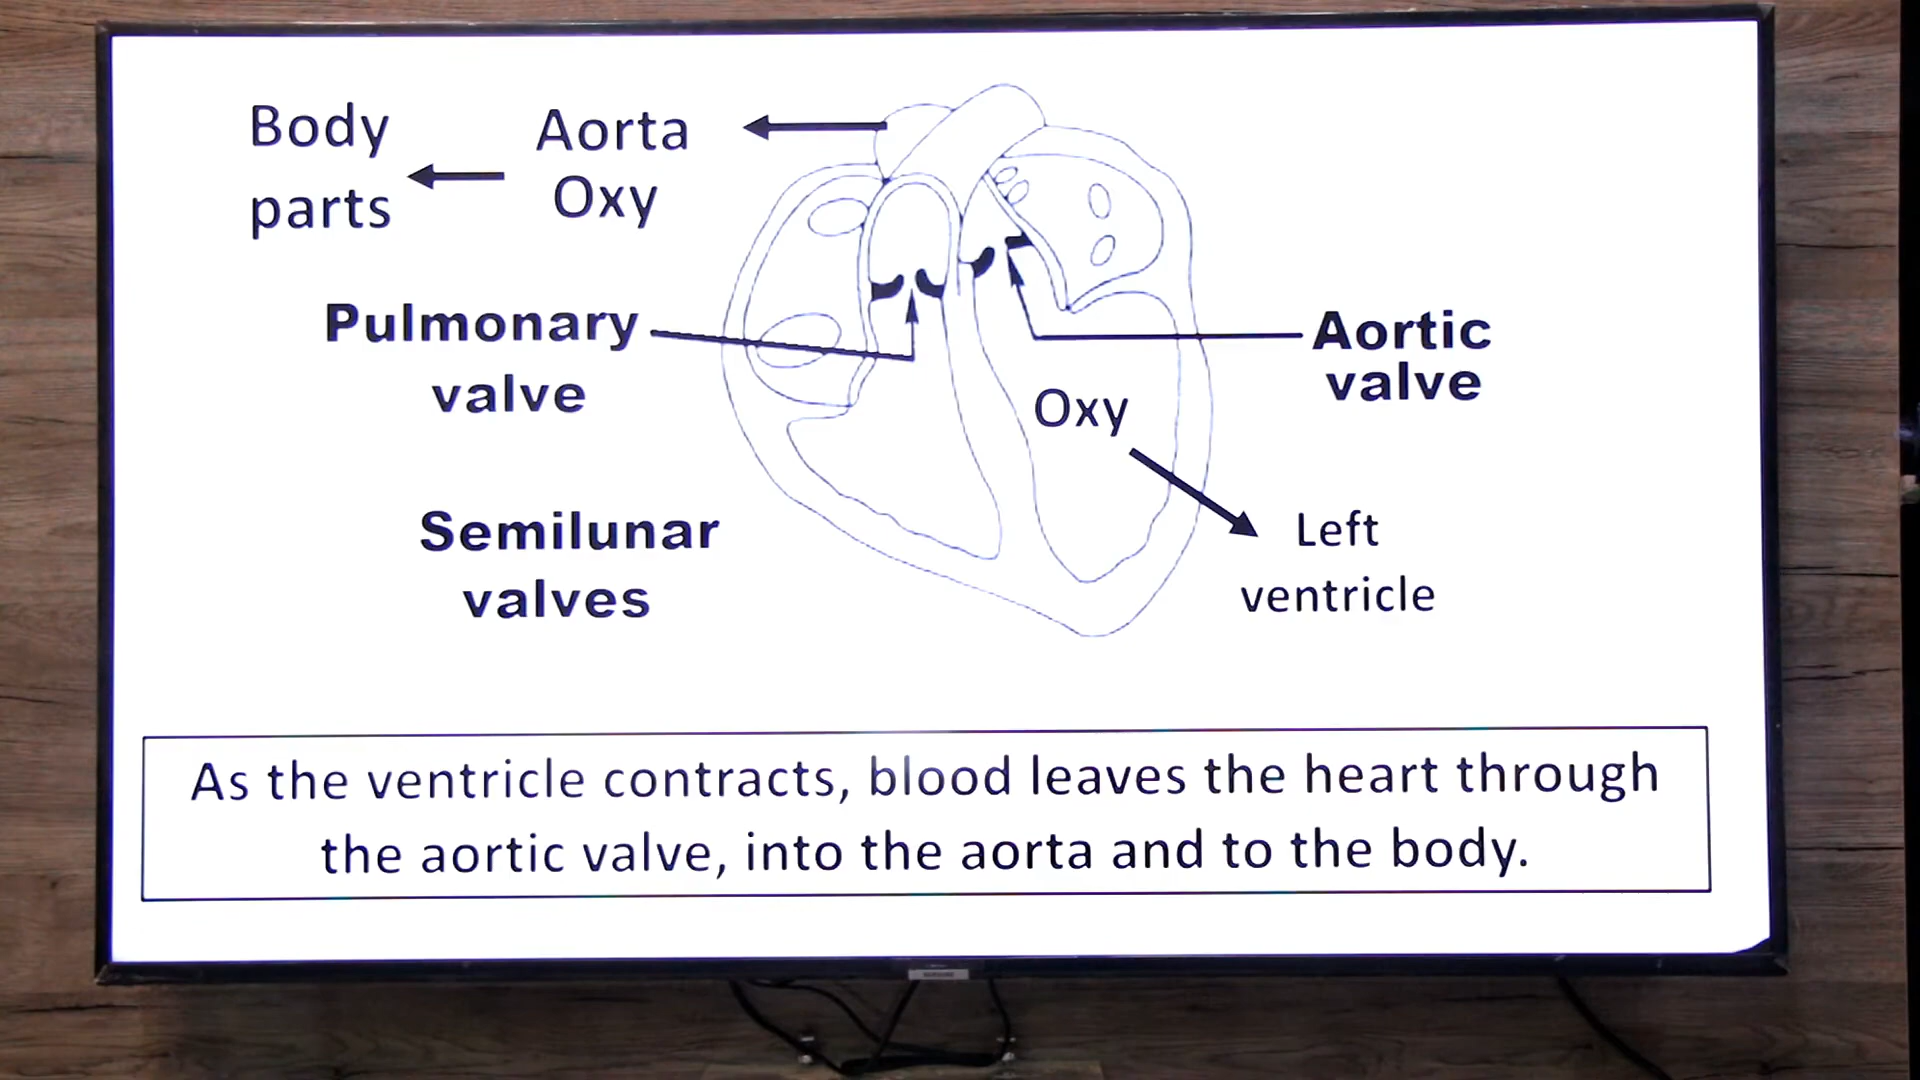 Body
parts
Aorta
Oxy
Pulmonary
valve
Aortic
valve
Oxy
Left
ventricle
Semilunar
valves
As the ventricle contracts, blood leaves the heart through
the aortic valve, into the aorta and to the body.